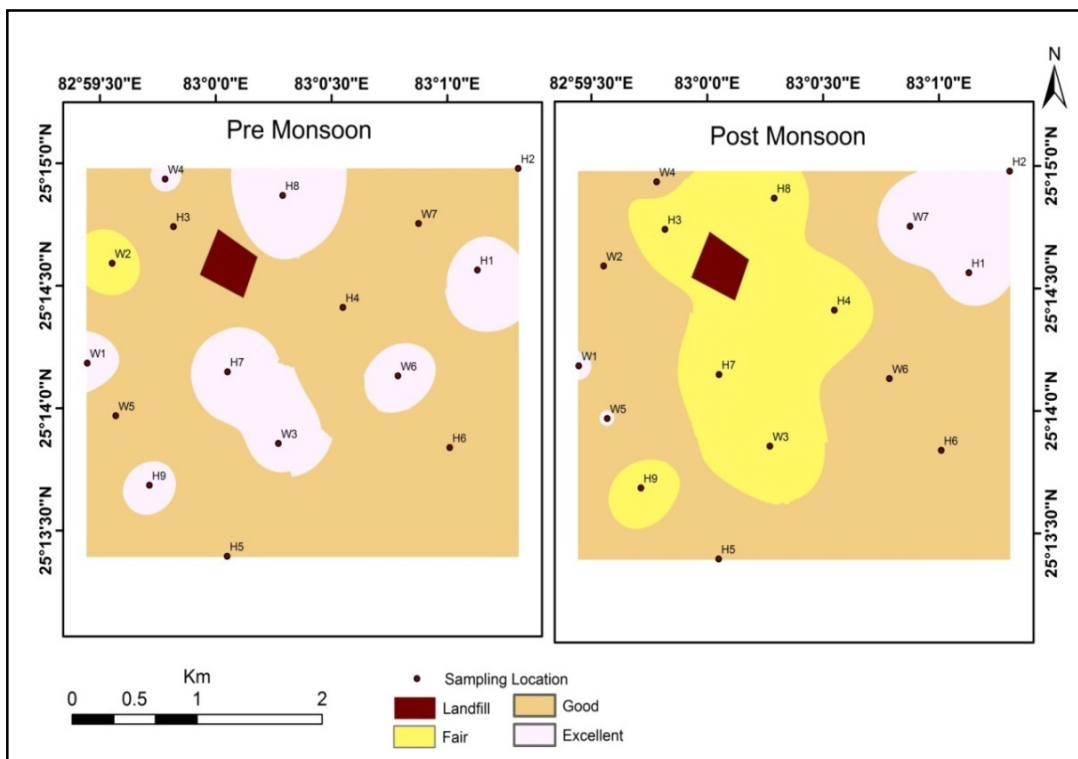 N
82°59'30"E 83°0'0"E 83°0'30"E 83°1'0"E
82°59'30"E 83°0'0"E 83°0'30"E 83°1'0"E
Pre Monsoon
25°15'0"N
25°14'30"N
25°14'0"N
25°13'30"N
H2
W4
H8
H3
W7
W2
H1
H4
W1
H7
W6
W5
W3
H6
H9
H5
Post Monsoon
H2
W4
H8
H3
W7
W2
H1
H4
W1
H7
W6
W5
W3
H6
H9
H5
25°15'0"N
25°14'30"N
25°14'0"N
25°13'30"N
Km
0 0.5 1 2
Sampling Location
Landfill
Good
Fair
Excellent